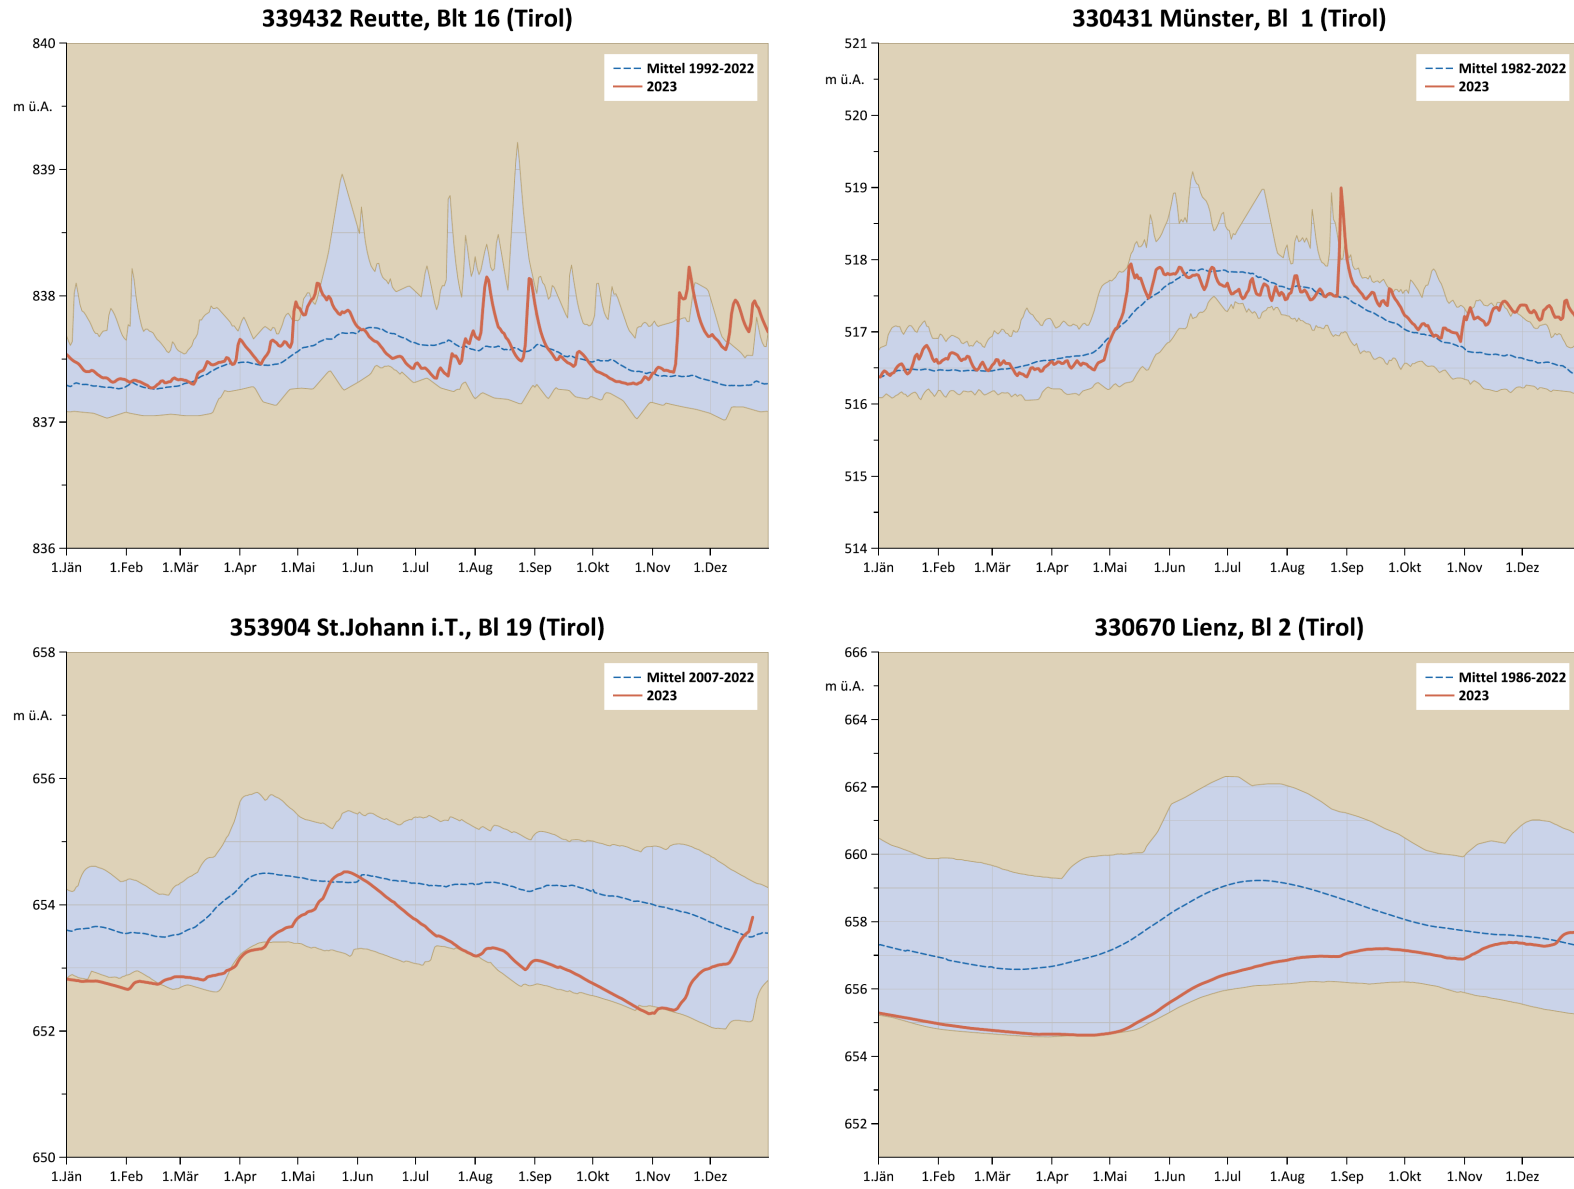 339432 Reutte, Blt 16 (Tirol)
840
m ü.A.
839
838
837
836
Mittel 1992-2022
2023
1.Jän 1.Feb 1.Mär 1.Apr 1.Mai 1.Jun 1.Jul 1.Aug 1.Sep 1.Okt 1.Nov 1.Dez
330431 Münster, Bl 1 (Tirol)
521
m ü.A.
520
519
518
517
516
515
514
Mittel 1982-2022
2023
1.Jän 1.Feb 1.Mär 1.Apr 1.Mai 1.Jun 1.Jul 1.Aug 1.Sep 1.Okt 1.Nov 1.Dez
353904 St.Johann i.T., Bl 19 (Tirol)
658
m ü.A.
656
654
652
650
Mittel 2007-2022
2023
1.Jän 1.Feb 1.Mär 1.Apr 1.Mai 1.Jun 1.Jul 1.Aug 1.Sep 1.Okt 1.Nov 1.Dez
330670 Lienz, Bl 2 (Tirol)
666
m ü.A.
664
662
660
658
656
654
652
Mittel 1986-2022
2023
1.Jän 1.Feb 1.Mär 1.Apr 1.Mai 1.Jun 1.Jul 1.Aug 1.Sep 1.Okt 1.Nov 1.Dez